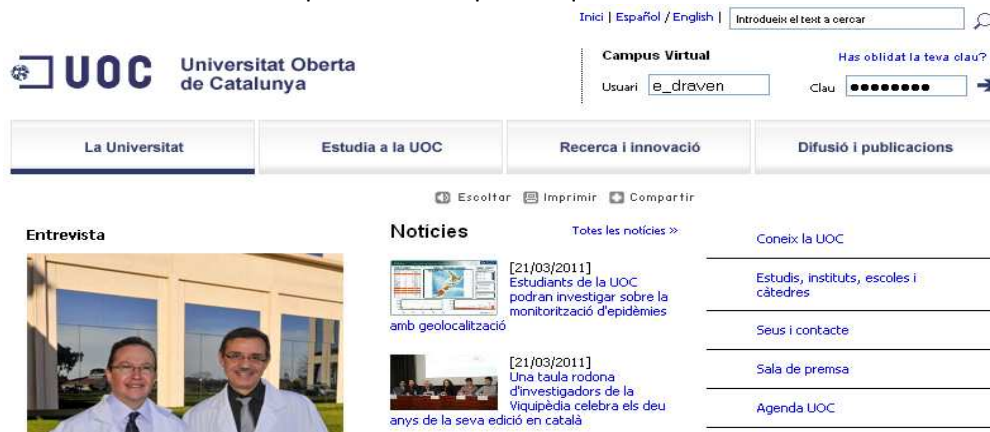 Inici | Español / English | Introdueix el text a cercar
UOC Universitat Oberta
de Catalunya
Campus Virtual Has oblidat la teva clau?
Usuari e_draven Clau ●●●●●●●●
La Universitat Estudia a la UOC Recerca i innovació Difusió i publicacions
Escoltar Imprimir Compartir
Entrevista
Notícies Totes les notícies »
[21/03/2011]
Estudiants de la UOC
podran investigar sobre la
monitorització d'epidèmies
amb geolocalització
[21/03/2011]
Una taula rodona
d'investigadors de la
Viquipèdia celebra els deu
anys de la seva edició en català
Coneix la UOC
Estudis, instituts, escoles i
càtedres
Seus i contacte
Sala de premsa
Agenda UOC